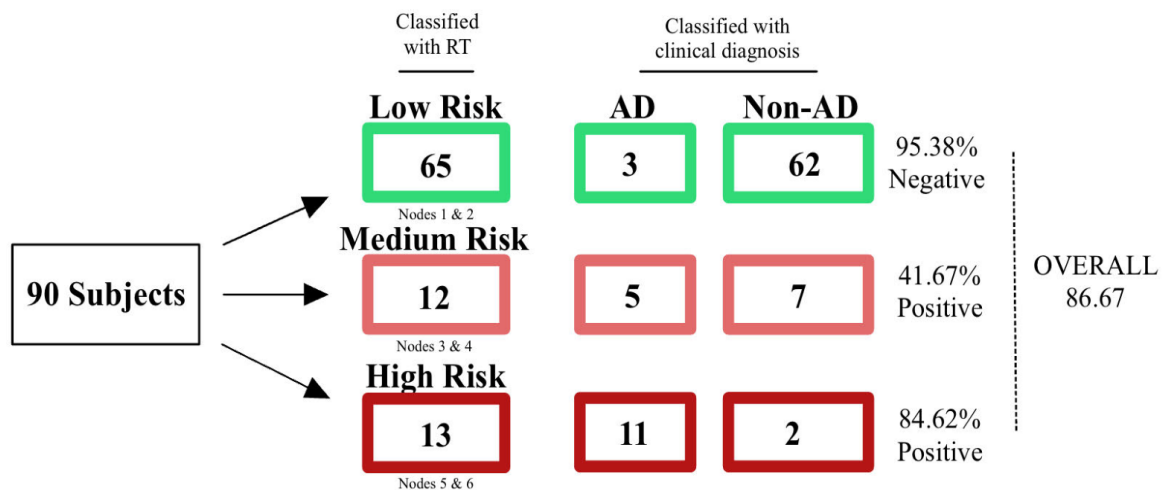 Classified
with RT
Classified with
clinical diagnosis
Low Risk
AD
Non-AD
65
3
62
95.38%
Negative
Nodes 1 & 2
90 Subjects
Medium Risk
12
5
7
41.67%
Positive
OVERALL
86.67
Nodes 3 & 4
High Risk
13
11
2
84.62%
Positive
Nodes 5 & 6